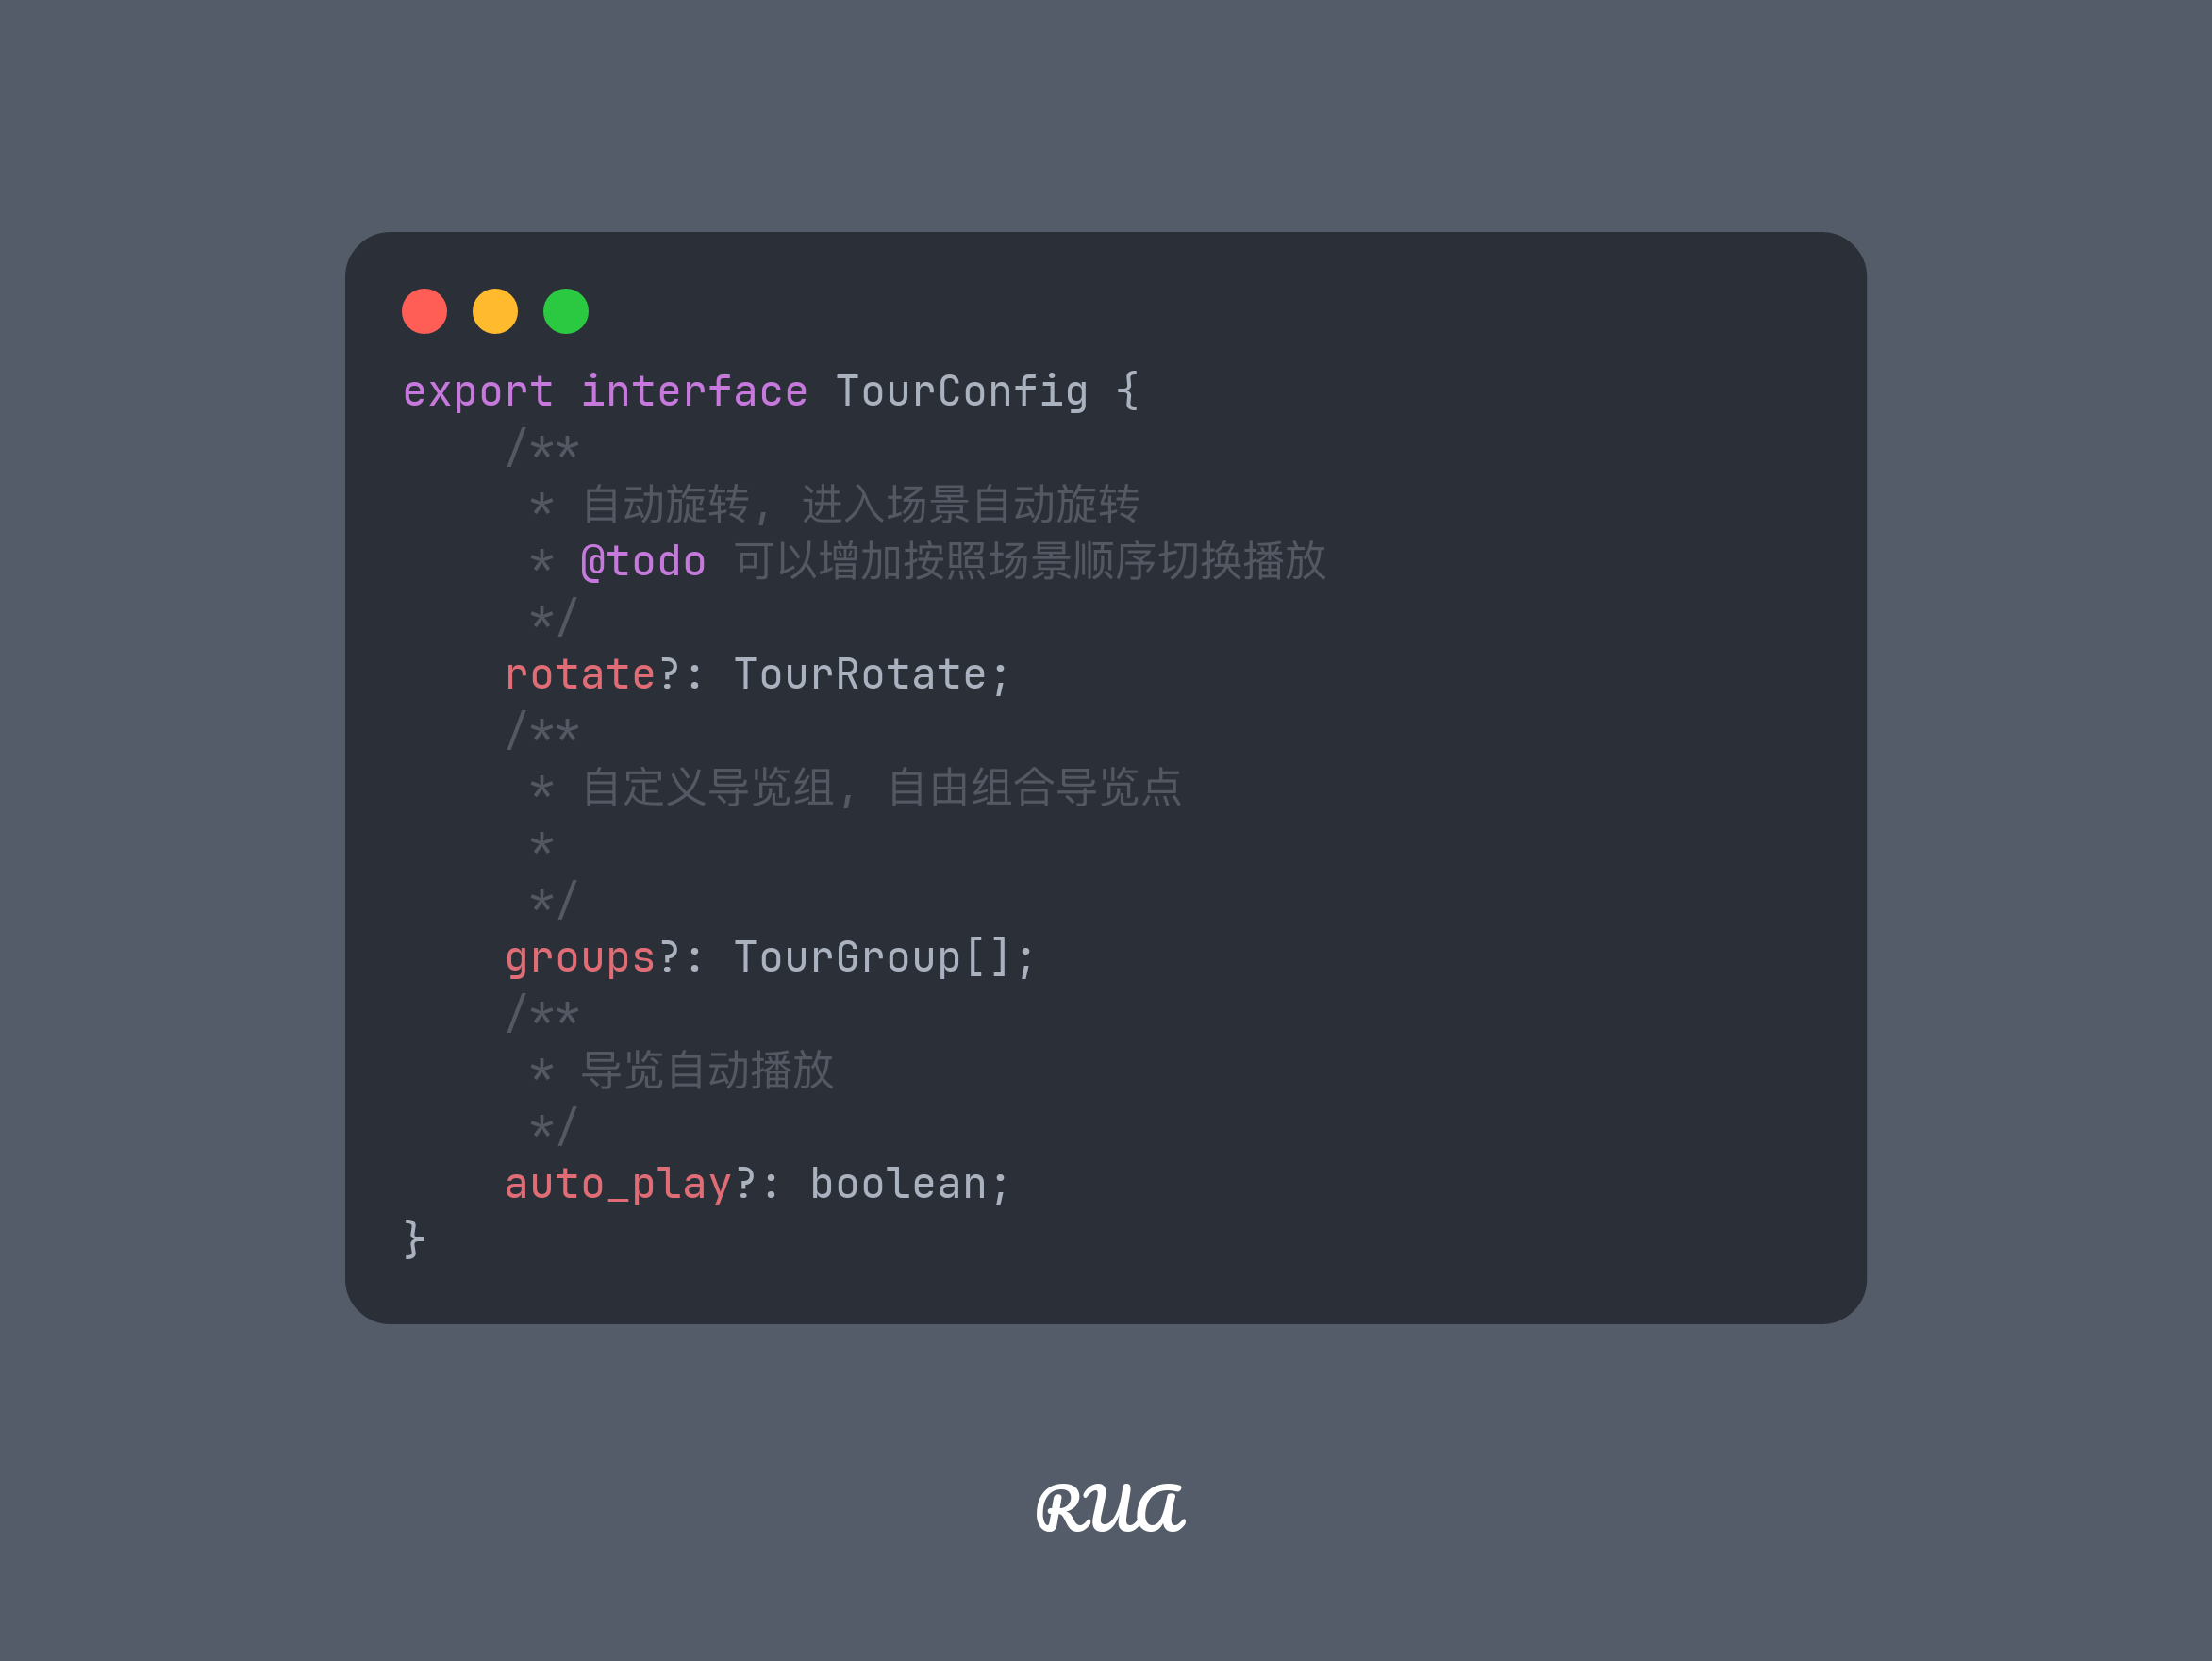 export interface TourConfig {
    /**
     * 自动旋转, 进入场景自动旋转
     * @todo 可以增加按照场景顺序切换播放
     */
    rotate?: TourRotate;
    /**
     * 自定义导览组, 自由组合导览点
     *
     */
    groups?: TourGroup[];
    /**
     * 导览自动播放
     */
    auto_play?: boolean;
}
RUA